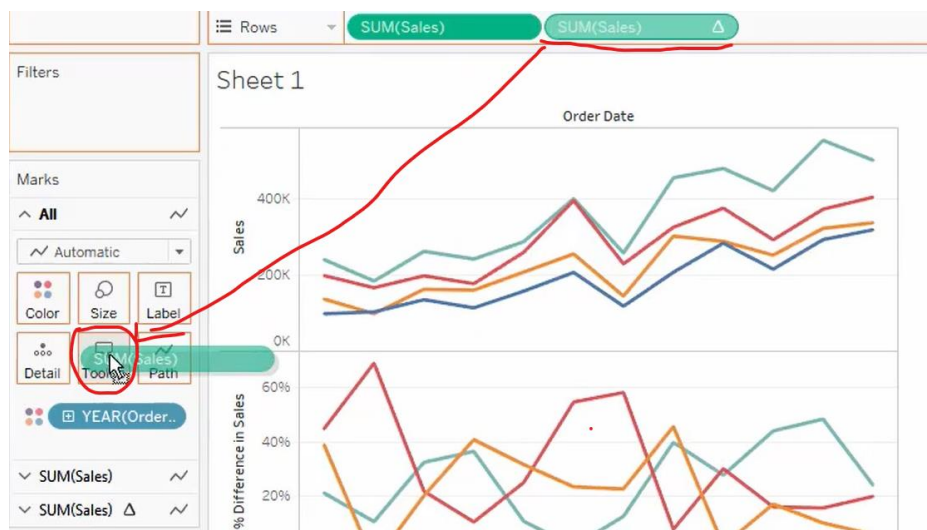 Rows SUM(Sales) SUM(Sales) Δ
Filters
Sheet 1
Order Date
Marks
All
Automatic
Color Size Label
Detail Path
SUM(Sales)
YEAR(Order..
SUM(Sales)
SUM(Sales) Δ
Sales
400K
200K
0K
% Difference in Sales
60%
40%
20%